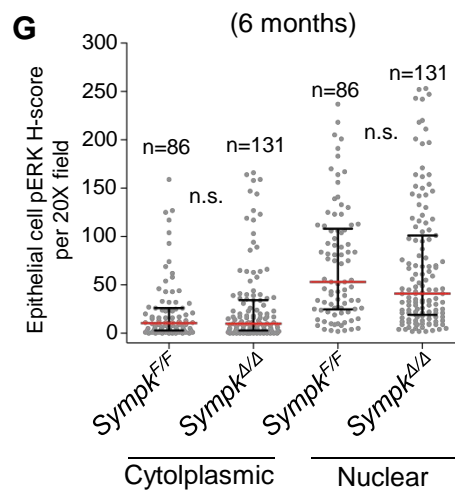 G
(6 months)
Epithelial cell pERK H-score
per 20X field
300
250
200
150
100
50
0
n=86
n.s.
n=131
n=86
n.s.
n=131
Sympk^F/F
Sympk^Δ/Δ
Sympk^F/F
Sympk^Δ/Δ
Cytolplasmic
Nuclear